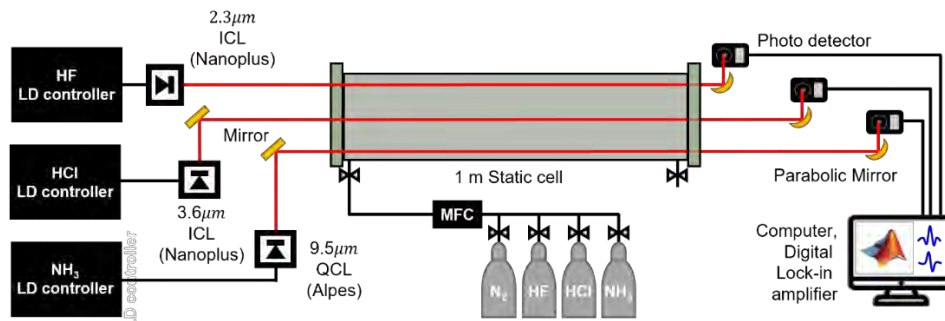 2.3μm
ICL
(Nanoplus)
HF
LD controller
Photo detector
Mirror
HCl
LD controller
3.6μm
ICL
(Nanoplus)
1 m Static cell
Parabolic Mirror
MFC
NH₃
LD controller
LD controller
9.5μm
QCL
(Alpes)
N₂
HF
HCl
NH₃
Computer,
Digital
Lock-in
amplifier